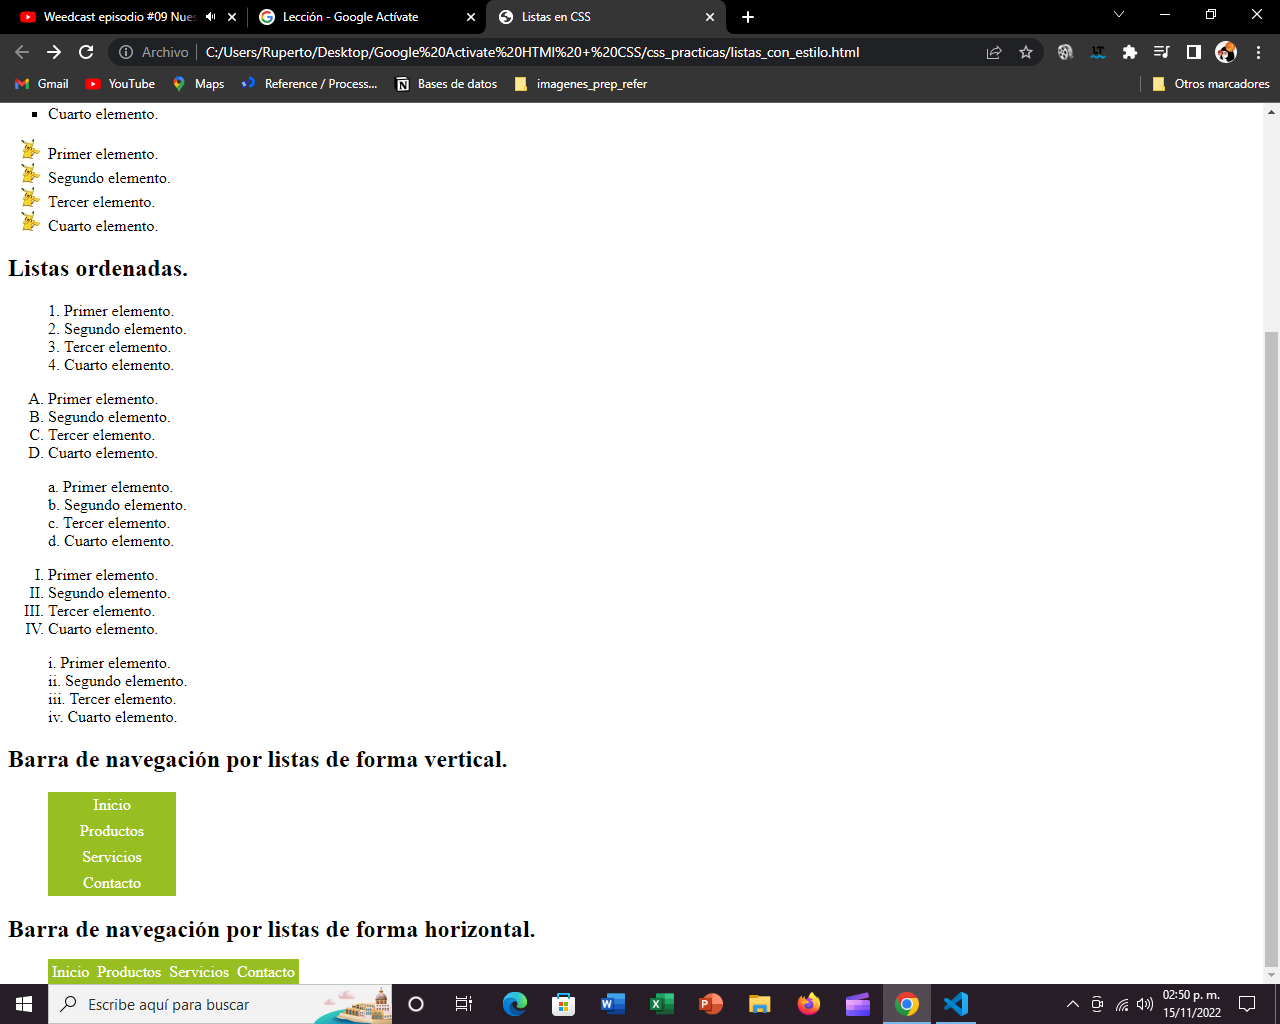 Weedcast episodio #09 Nues
Lección - Google Actívate
Listas en CSS
Archivo
C:/Users/Ruperto/Desktop/Google%20Activate%20HTMl%20+%20CSS/css_practicas/listas_con_estilo.html
Gmail
YouTube
Maps
Reference / Process...
Bases de datos
imagenes_prep_refer
Otros marcadores
Cuarto elemento.
Primer elemento.
Segundo elemento.
Tercer elemento.
Cuarto elemento.
Listas ordenadas.
1. Primer elemento.
2. Segundo elemento.
3. Tercer elemento.
4. Cuarto elemento.
A. Primer elemento.
B. Segundo elemento.
C. Tercer elemento.
D. Cuarto elemento.
a. Primer elemento.
b. Segundo elemento.
c. Tercer elemento.
d. Cuarto elemento.
I. Primer elemento.
II. Segundo elemento.
III. Tercer elemento.
IV. Cuarto elemento.
i. Primer elemento.
ii. Segundo elemento.
iii. Tercer elemento.
iv. Cuarto elemento.
Barra de navegación por listas de forma vertical.
Inicio
Productos
Servicios
Contacto
Barra de navegación por listas de forma horizontal.
Inicio Productos Servicios Contacto
Escribe aquí para buscar
02:50 p. m.
15/11/2022